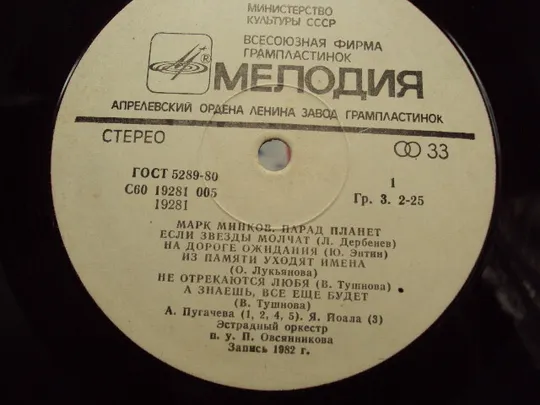 МИНИСТЕРСТВО
КУЛЬТУРЫ СССР
ВСЕСОЮЗНАЯ ФИРМА
ГРАМПЛАСТИНОК
® МЕЛОДИЯ
АПРЕЛЕВСКИЙ ОРДЕНА ЛЕНИНА ЗАВОД ГРАМПЛАСТИНОК
СТЕРЕО 33
ГОСТ 5289-80
С60 19281 005 1
19281 Гр. 3. 2-25
МАРК МИНКОВ. ПАРАД ПЛАНЕТ
ЕСЛИ ЗВЕЗДЫ МОЛЧАТ (Л. Дербенев)
НА ДОРОГЕ ОЖИДАНИЯ (Ю. Энтин)
ИЗ ПАМЯТИ УХОДЯТ ИМЕНА
(О. Лукьянова)
НЕ ОТРЕКАЮТСЯ ЛЮБЯ (В. Тушнова)
А ЗНАЕШЬ, ВСЕ ЕЩЕ БУДЕТ
(В. Тушнова)
А. Пугачева (1, 2, 4, 5). Я. Йоала (3)
Эстрадный оркестр
п. у П. Овсянникова
Запись 1982 г.